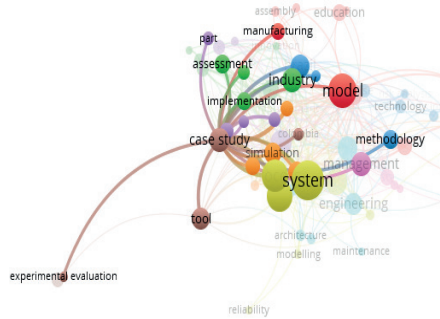 assembly
education
manufacturing
part
assessment
industry
model
implementation
technology
case study
colombia
methodology
simulation
management
system
engineering
tool
architecture
modelling
maintenance
experimental evaluation
reliability